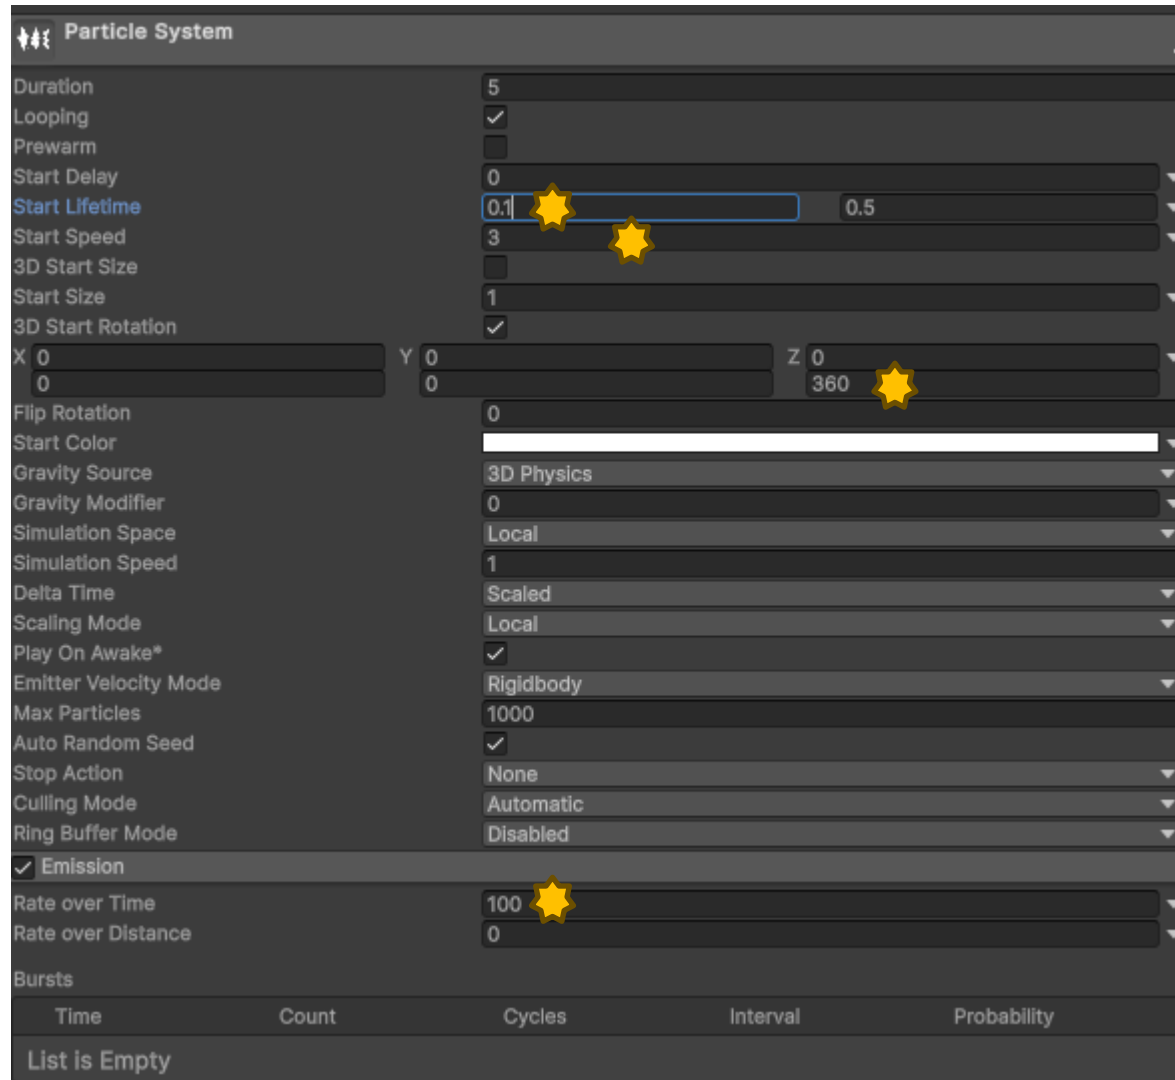 Particle System
Duration 5
Looping
Prewarm
Start Delay 0
Start Lifetime 0.1 0.5
Start Speed 3
3D Start Size
Start Size 1
3D Start Rotation
X 0 Y 0 Z 0
0 0 360
Flip Rotation 0
Start Color
Gravity Source 3D Physics
Gravity Modifier 0
Simulation Space Local
Simulation Speed 1
Delta Time Scaled
Scaling Mode Local
Play On Awake*
Emitter Velocity Mode Rigidbody
Max Particles 1000
Auto Random Seed
Stop Action None
Culling Mode Automatic
Ring Buffer Mode Disabled
Emission
Rate over Time 100
Rate over Distance 0
Bursts
Time Count Cycles Interval Probability
List is Empty